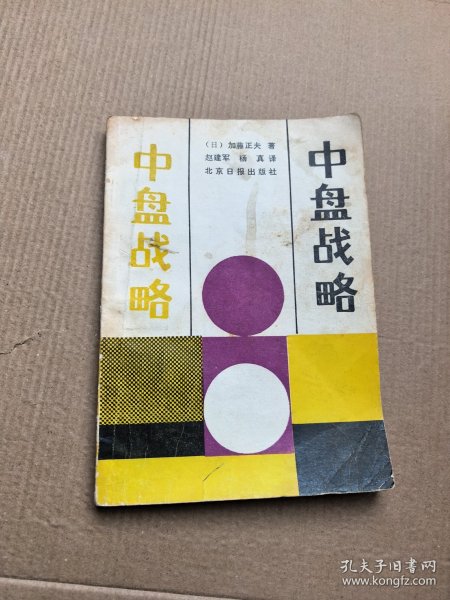 （日）加藤正夫 著
赵建军 杨真 译
北京日报出版社
中盘战略
中盘战略
孔夫子旧书网
www.kongfz.com